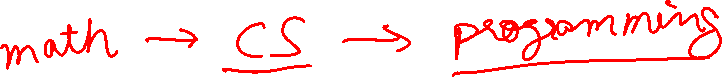 math → CS → programming